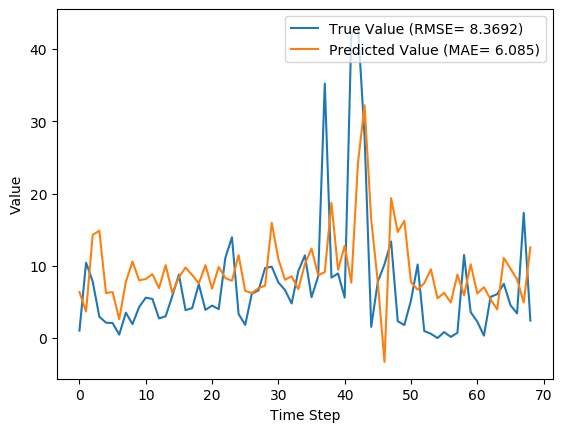 True Value (RMSE= 8.3692)
Predicted Value (MAE= 6.085)
40
30
20
10
0
Value
0 10 20 30 40 50 60 70
Time Step